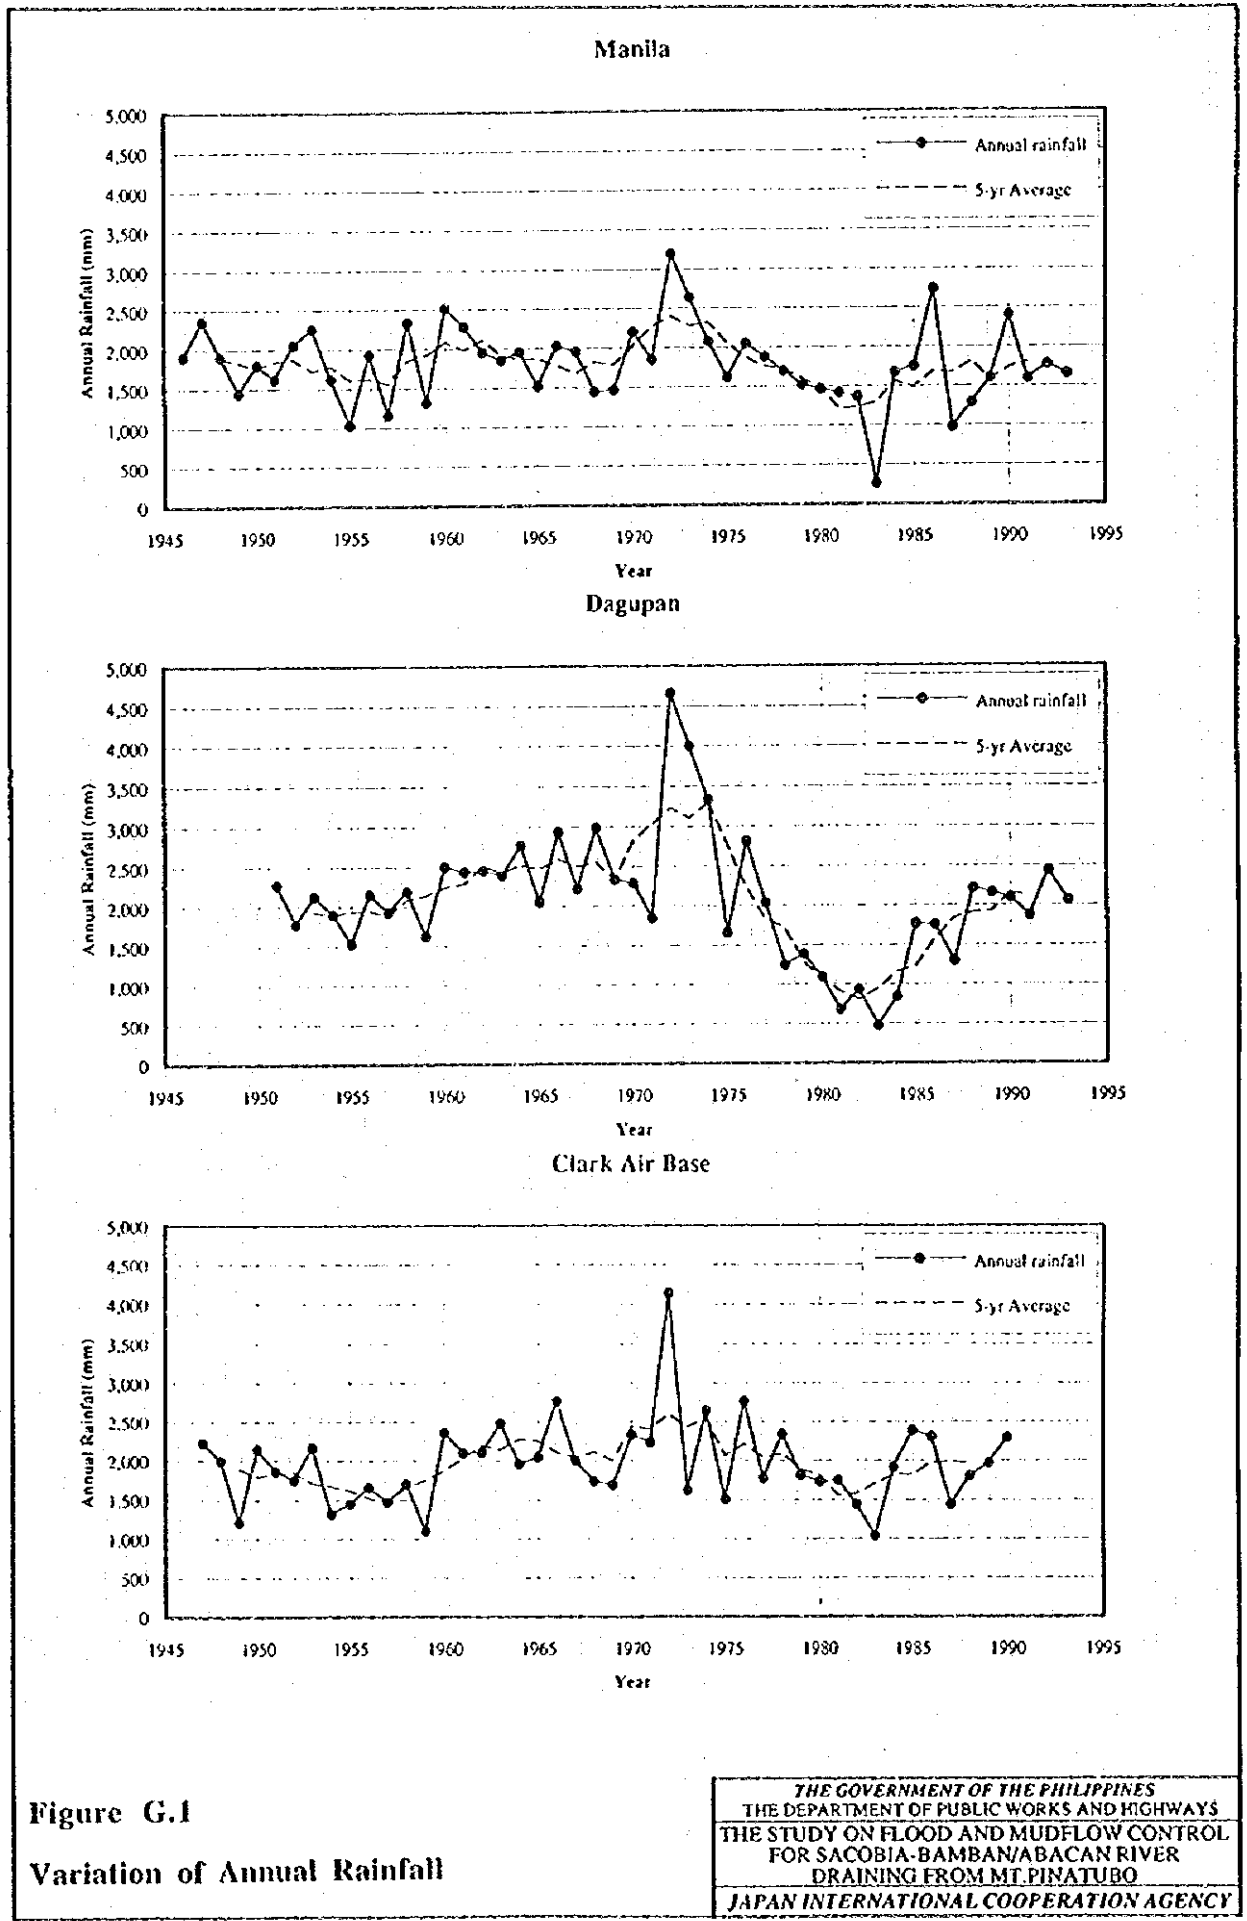 Manila
5,000
4,500
4,000
3,500
3,000
2,500
2,000
1,500
1,000
500
0
Annual Rainfall (mm)
Annual rainfall
5-yr Average
1945 1950 1955 1960 1965 1970 1975 1980 1985 1990 1995
Year
Dagupan
5,000
4,500
4,000
3,500
3,000
2,500
2,000
1,500
1,000
500
0
Annual Rainfall (mm)
Annual rainfall
5-yr Average
1945 1950 1955 1960 1965 1970 1975 1980 1985 1990 1995
Year
Clark Air Base
5,000
4,500
4,000
3,500
3,000
2,500
2,000
1,500
1,000
500
0
Annual Rainfall (mm)
Annual rainfall
5-yr Average
1945 1950 1955 1960 1965 1970 1975 1980 1985 1990 1995
Year
Figure G.1
Variation of Annual Rainfall
THE GOVERNMENT OF THE PHILIPPINES
THE DEPARTMENT OF PUBLIC WORKS AND HIGHWAYS
THE STUDY ON FLOOD AND MUDFLOW CONTROL
FOR SACOBIA-BAMBAN/ABACAN RIVER
DRAINING FROM MT.PINATUBO
JAPAN INTERNATIONAL COOPERATION AGENCY